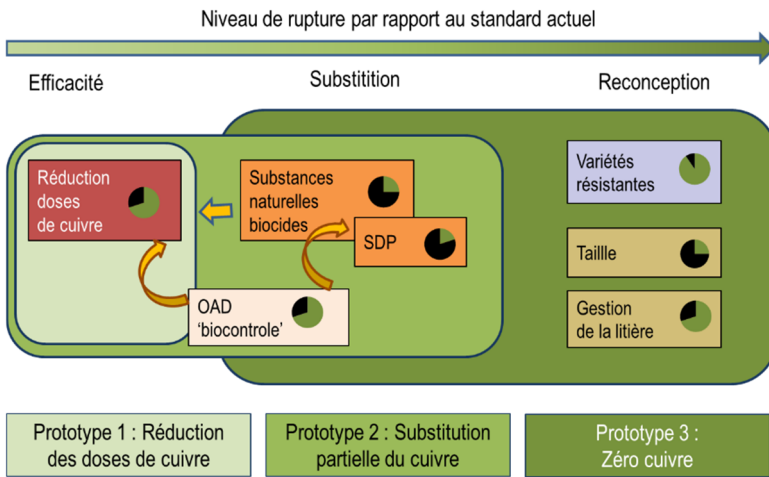 Niveau de rupture par rapport au standard actuel
Efficacité
Substitition
Reconception
Réduction
doses
de cuivre
Substances
naturelles
biocides
SDP
OAD
‘biocontrole’
Variétés
résistantes
Taillle
Gestion
de la litière
Prototype 1 : Réduction
des doses de cuivre
Prototype 2 : Substitution
partielle du cuivre
Prototype 3 :
Zéro cuivre